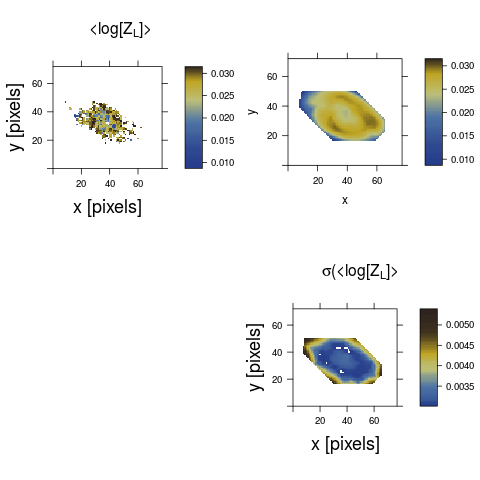 <log[Z_L]>
60
40
20
20 40 60
y [pixels]
x [pixels]
0.030
0.025
0.020
0.015
0.010
60
40
20
20 40 60
y
x
0.030
0.025
0.020
0.015
0.010
σ(<log[Z_L]>
60
40
20
20 40 60
y [pixels]
x [pixels]
0.0050
0.0045
0.0040
0.0035